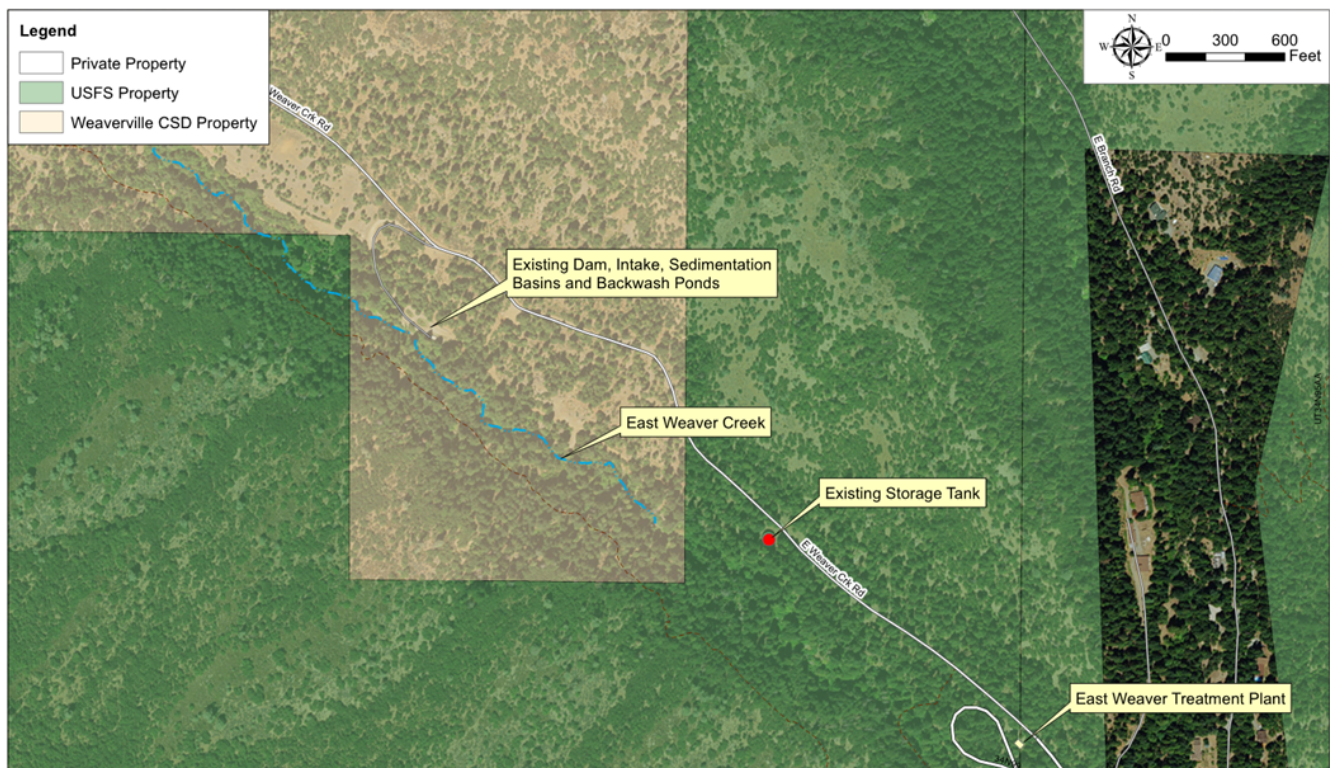 Legend
Private Property
USFS Property
Weaverville CSD Property
N
W
E
S
0 300 600
Feet
Weaver Crk Rd
E Branch Rd
Existing Dam, Intake, Sedimentation
Basins and Backwash Ponds
East Weaver Creek
Existing Storage Tank
E Weaver Crk Rd
East Weaver Treatment Plant